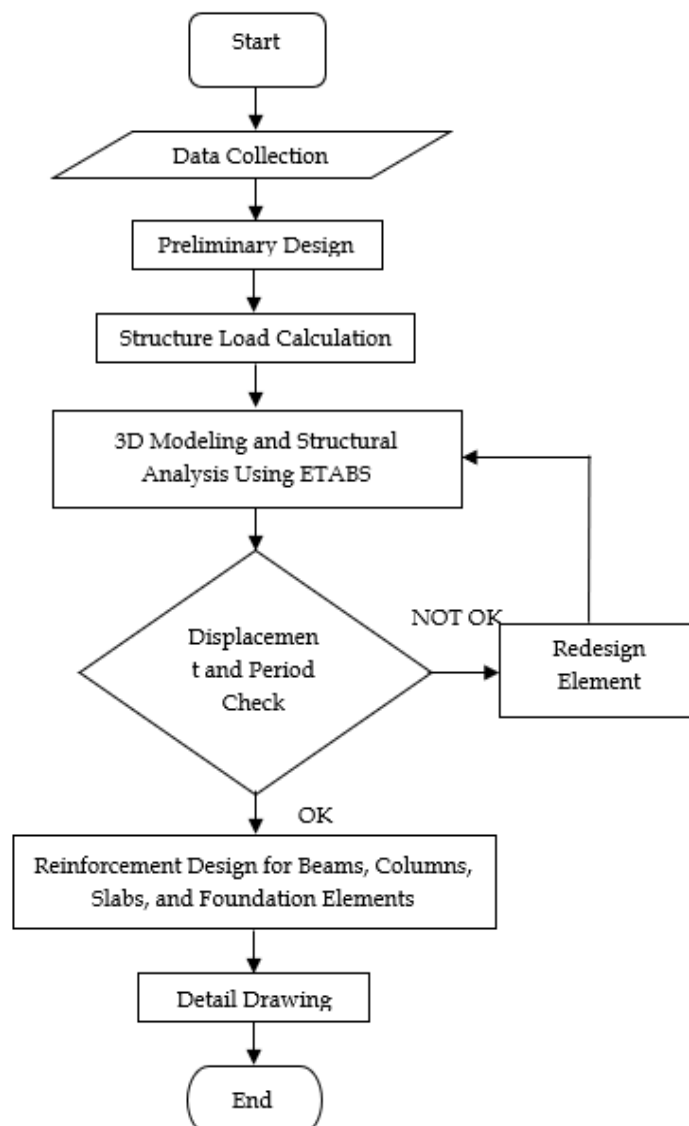 Start
Data Collection
Preliminary Design
Structure Load Calculation
3D Modeling and Structural
Analysis Using ETABS
Displacemen
t and Period
Check
NOT OK
Redesign
Element
OK
Reinforcement Design for Beams, Columns,
Slabs, and Foundation Elements
Detail Drawing
End